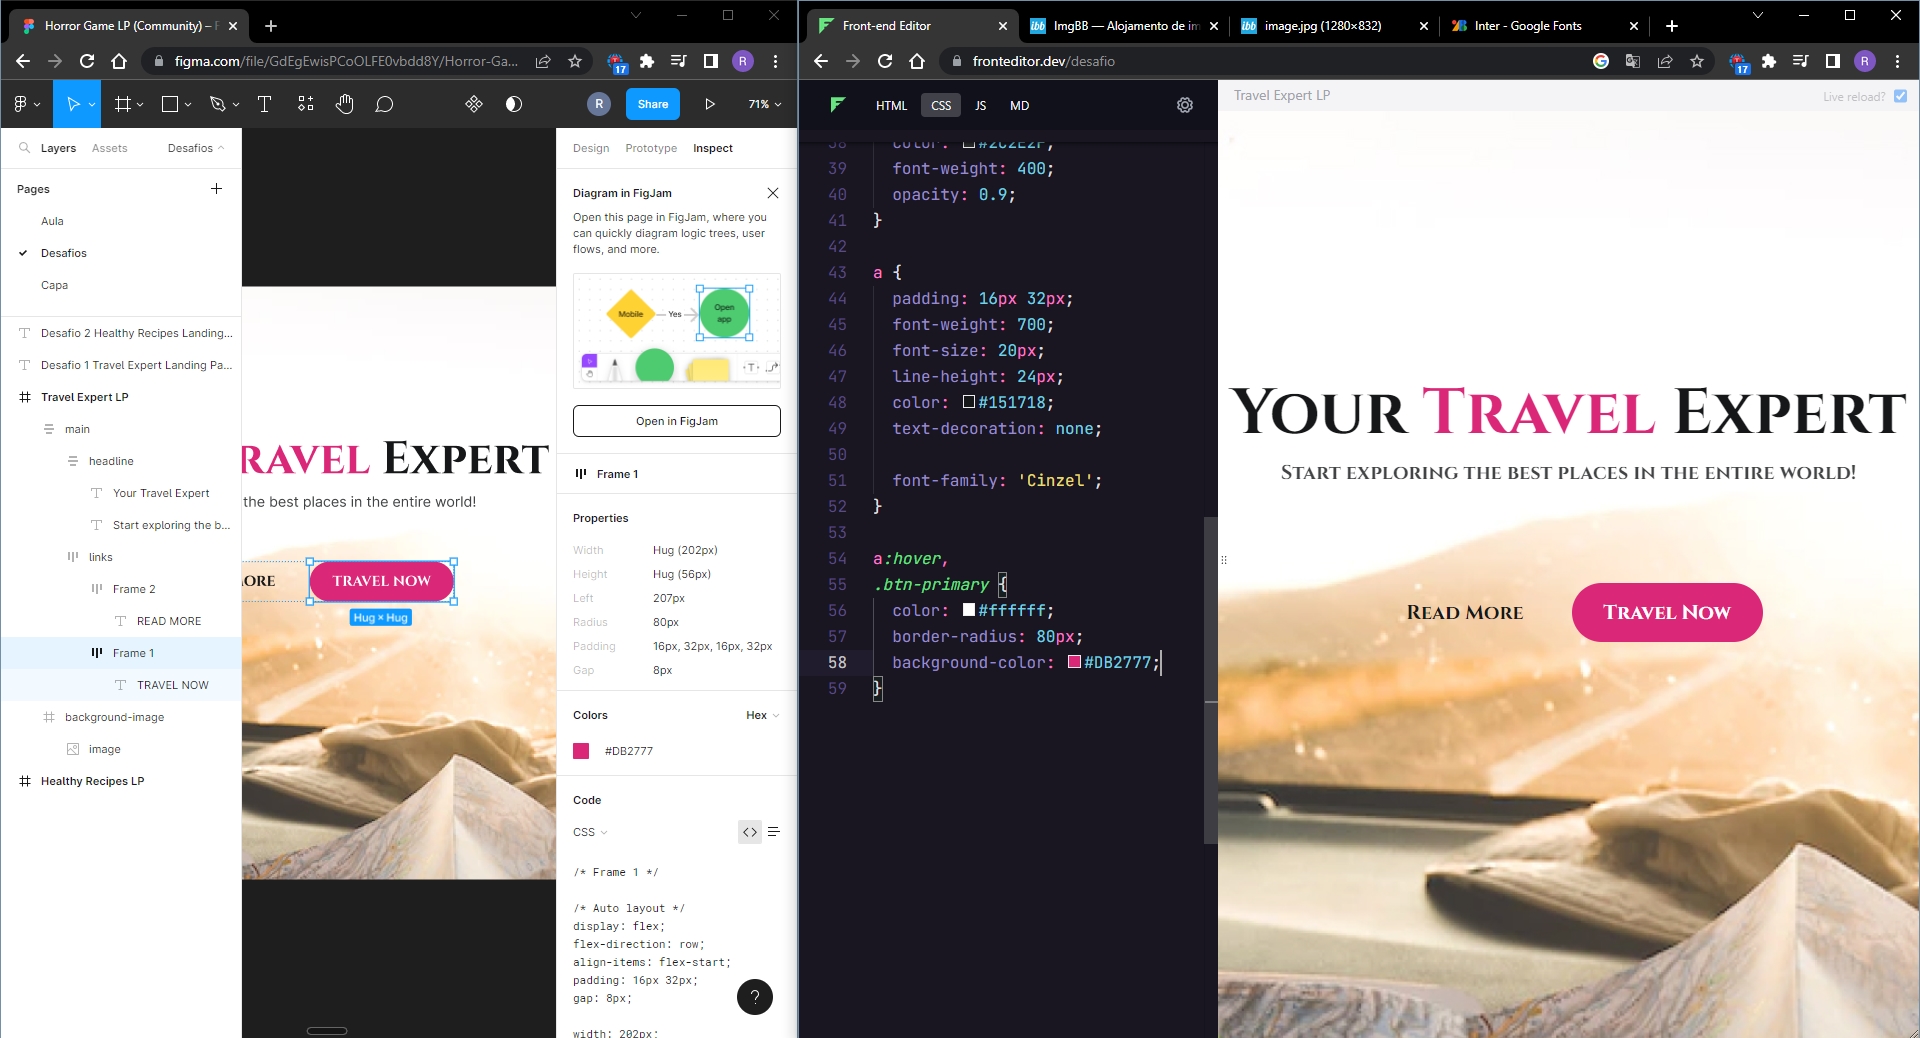 Horror Game LP (Community) – F
figma.com/file/GdEgEwisPCoOLFE0vbdd8Y/Horror-Ga...
17
R
R
Share
71%
Layers
Assets
Desafios
Pages
Aula
Desafios
Capa
Desafio 2 Healthy Recipes Landing...
Desafio 1 Travel Expert Landing Pa...
Travel Expert LP
main
headline
Your Travel Expert
Start exploring the b...
links
Frame 2
READ MORE
Frame 1
TRAVEL NOW
background-image
image
Healthy Recipes LP
RAVEL EXPERT
the best places in the entire world!
ORE
TRAVEL NOW
Hug × Hug
Design
Prototype
Inspect
Diagram in FigJam
Open this page in FigJam, where you
can quickly diagram logic trees, user
flows, and more.
Mobile
Yes
Open
app
T
Open in FigJam
Frame 1
Properties
Width Hug (202px)
Height Hug (56px)
Left 207px
Radius 80px
Padding 16px, 32px, 16px, 32px
Gap 8px
Colors
Hex
#DB2777
Code
CSS
/* Frame 1 */
/* Auto layout */
display: flex;
flex-direction: row;
align-items: flex-start;
padding: 16px 32px;
gap: 8px;
width: 202px;
?
Front-end Editor
ibb
ImgBB — Alojamento de im
ibb
image.jpg (1280×832)
Inter - Google Fonts
fronteditor.dev/desafio
17
R
HTML
CSS
JS
MD
38 color: #2C2E2F;
39 font-weight: 400;
40 opacity: 0.9;
41 }
42
43 a {
44 padding: 16px 32px;
45 font-weight: 700;
46 font-size: 20px;
47 line-height: 24px;
48 color: #151718;
49 text-decoration: none;
50
51 font-family: 'Cinzel';
52 }
53
54 a:hover,
55 .btn-primary {
56 color: #ffffff;
57 border-radius: 80px;
58 background-color: #DB2777;
59 }
Travel Expert LP
Live reload?
Your Travel Expert
Start exploring the best places in the entire world!
Read More
Travel Now